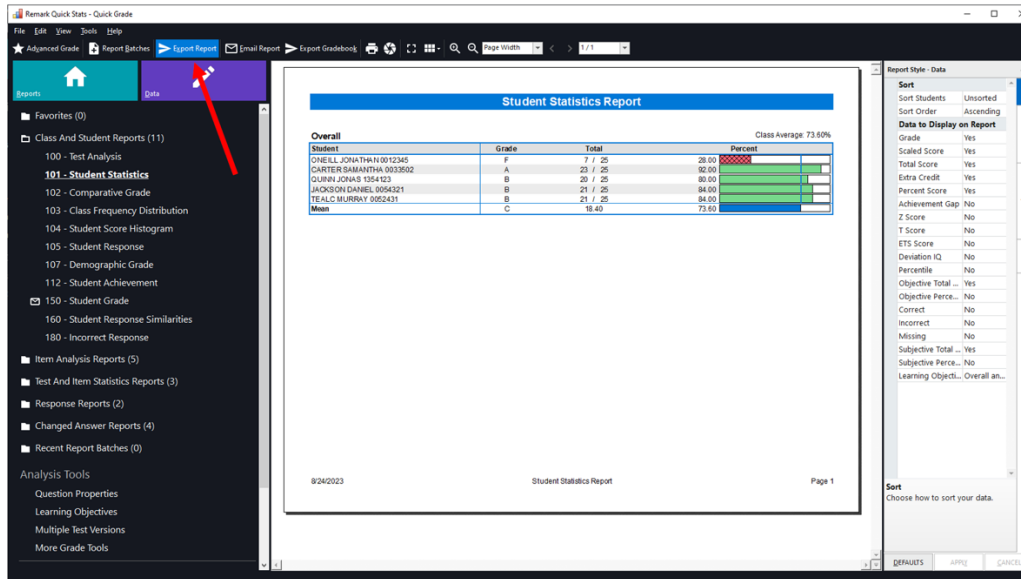 Remark Quick Stats - Quick Grade
File Edit View Tools Help
Advanced Grade Report Batches Export Report Email Report Export Gradebook Page Width 1/1
Reports Data
Favorites (0)
Class And Student Reports (11)
100 - Test Analysis
101 - Student Statistics
102 - Comparative Grade
103 - Class Frequency Distribution
104 - Student Score Histogram
105 - Student Response
107 - Demographic Grade
112 - Student Achievement
150 - Student Grade
160 - Student Response Similarities
180 - Incorrect Response
Item Analysis Reports (5)
Test And Item Statistics Reports (3)
Response Reports (2)
Changed Answer Reports (4)
Recent Report Batches (0)
Analysis Tools
Question Properties
Learning Objectives
Multiple Test Versions
More Grade Tools
Student Statistics Report
Overall Class Average: 73.60%
Student Grade Total Percent
ONEILL JONATHAN 0012345 F 7 / 25 28.00
CARTER SAMANTHA 0033502 A 23 / 25 92.00
QUINN JONAS 1354123 B 20 / 25 80.00
JACKSON DANIEL 0054321 B 21 / 25 84.00
TEALC MURRAY 0052431 B 21 / 25 84.00
Mean C 18.40 73.60
8/24/2023 Student Statistics Report Page 1
Report Style - Data
Sort
Sort Students Unsorted
Sort Order Ascending
Data to Display on Report
Grade Yes
Scaled Score Yes
Total Score Yes
Extra Credit Yes
Percent Score Yes
Achievement Gap No
Z Score No
T Score No
ETS Score No
Deviation IQ No
Percentile No
Objective Total ... Yes
Objective Perce... No
Correct No
Incorrect No
Missing No
Subjective Total ... Yes
Subjective Perce... No
Learning Objecti... Overall an...
Sort
Choose how to sort your data.
DEFAULTS APPLY CANCEL